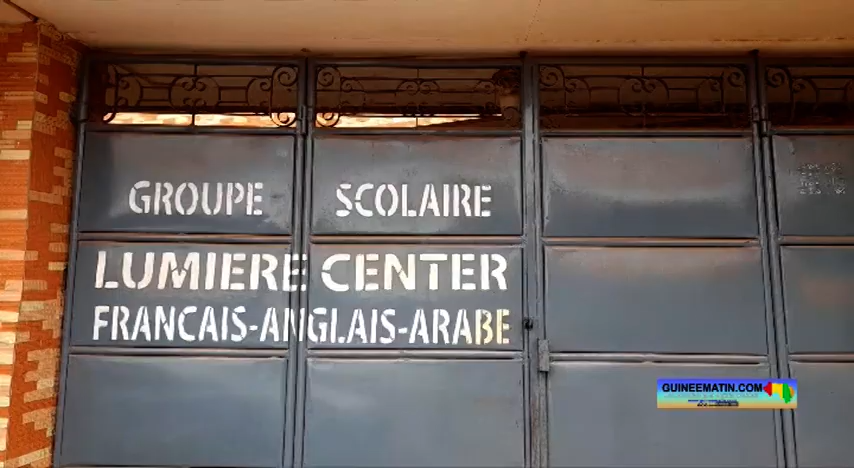 GROUPE SCOLAIRE
LUMIERE CENTER
FRANCAIS-ANGLAIS-ARABE
GUINEEMATIN.COM